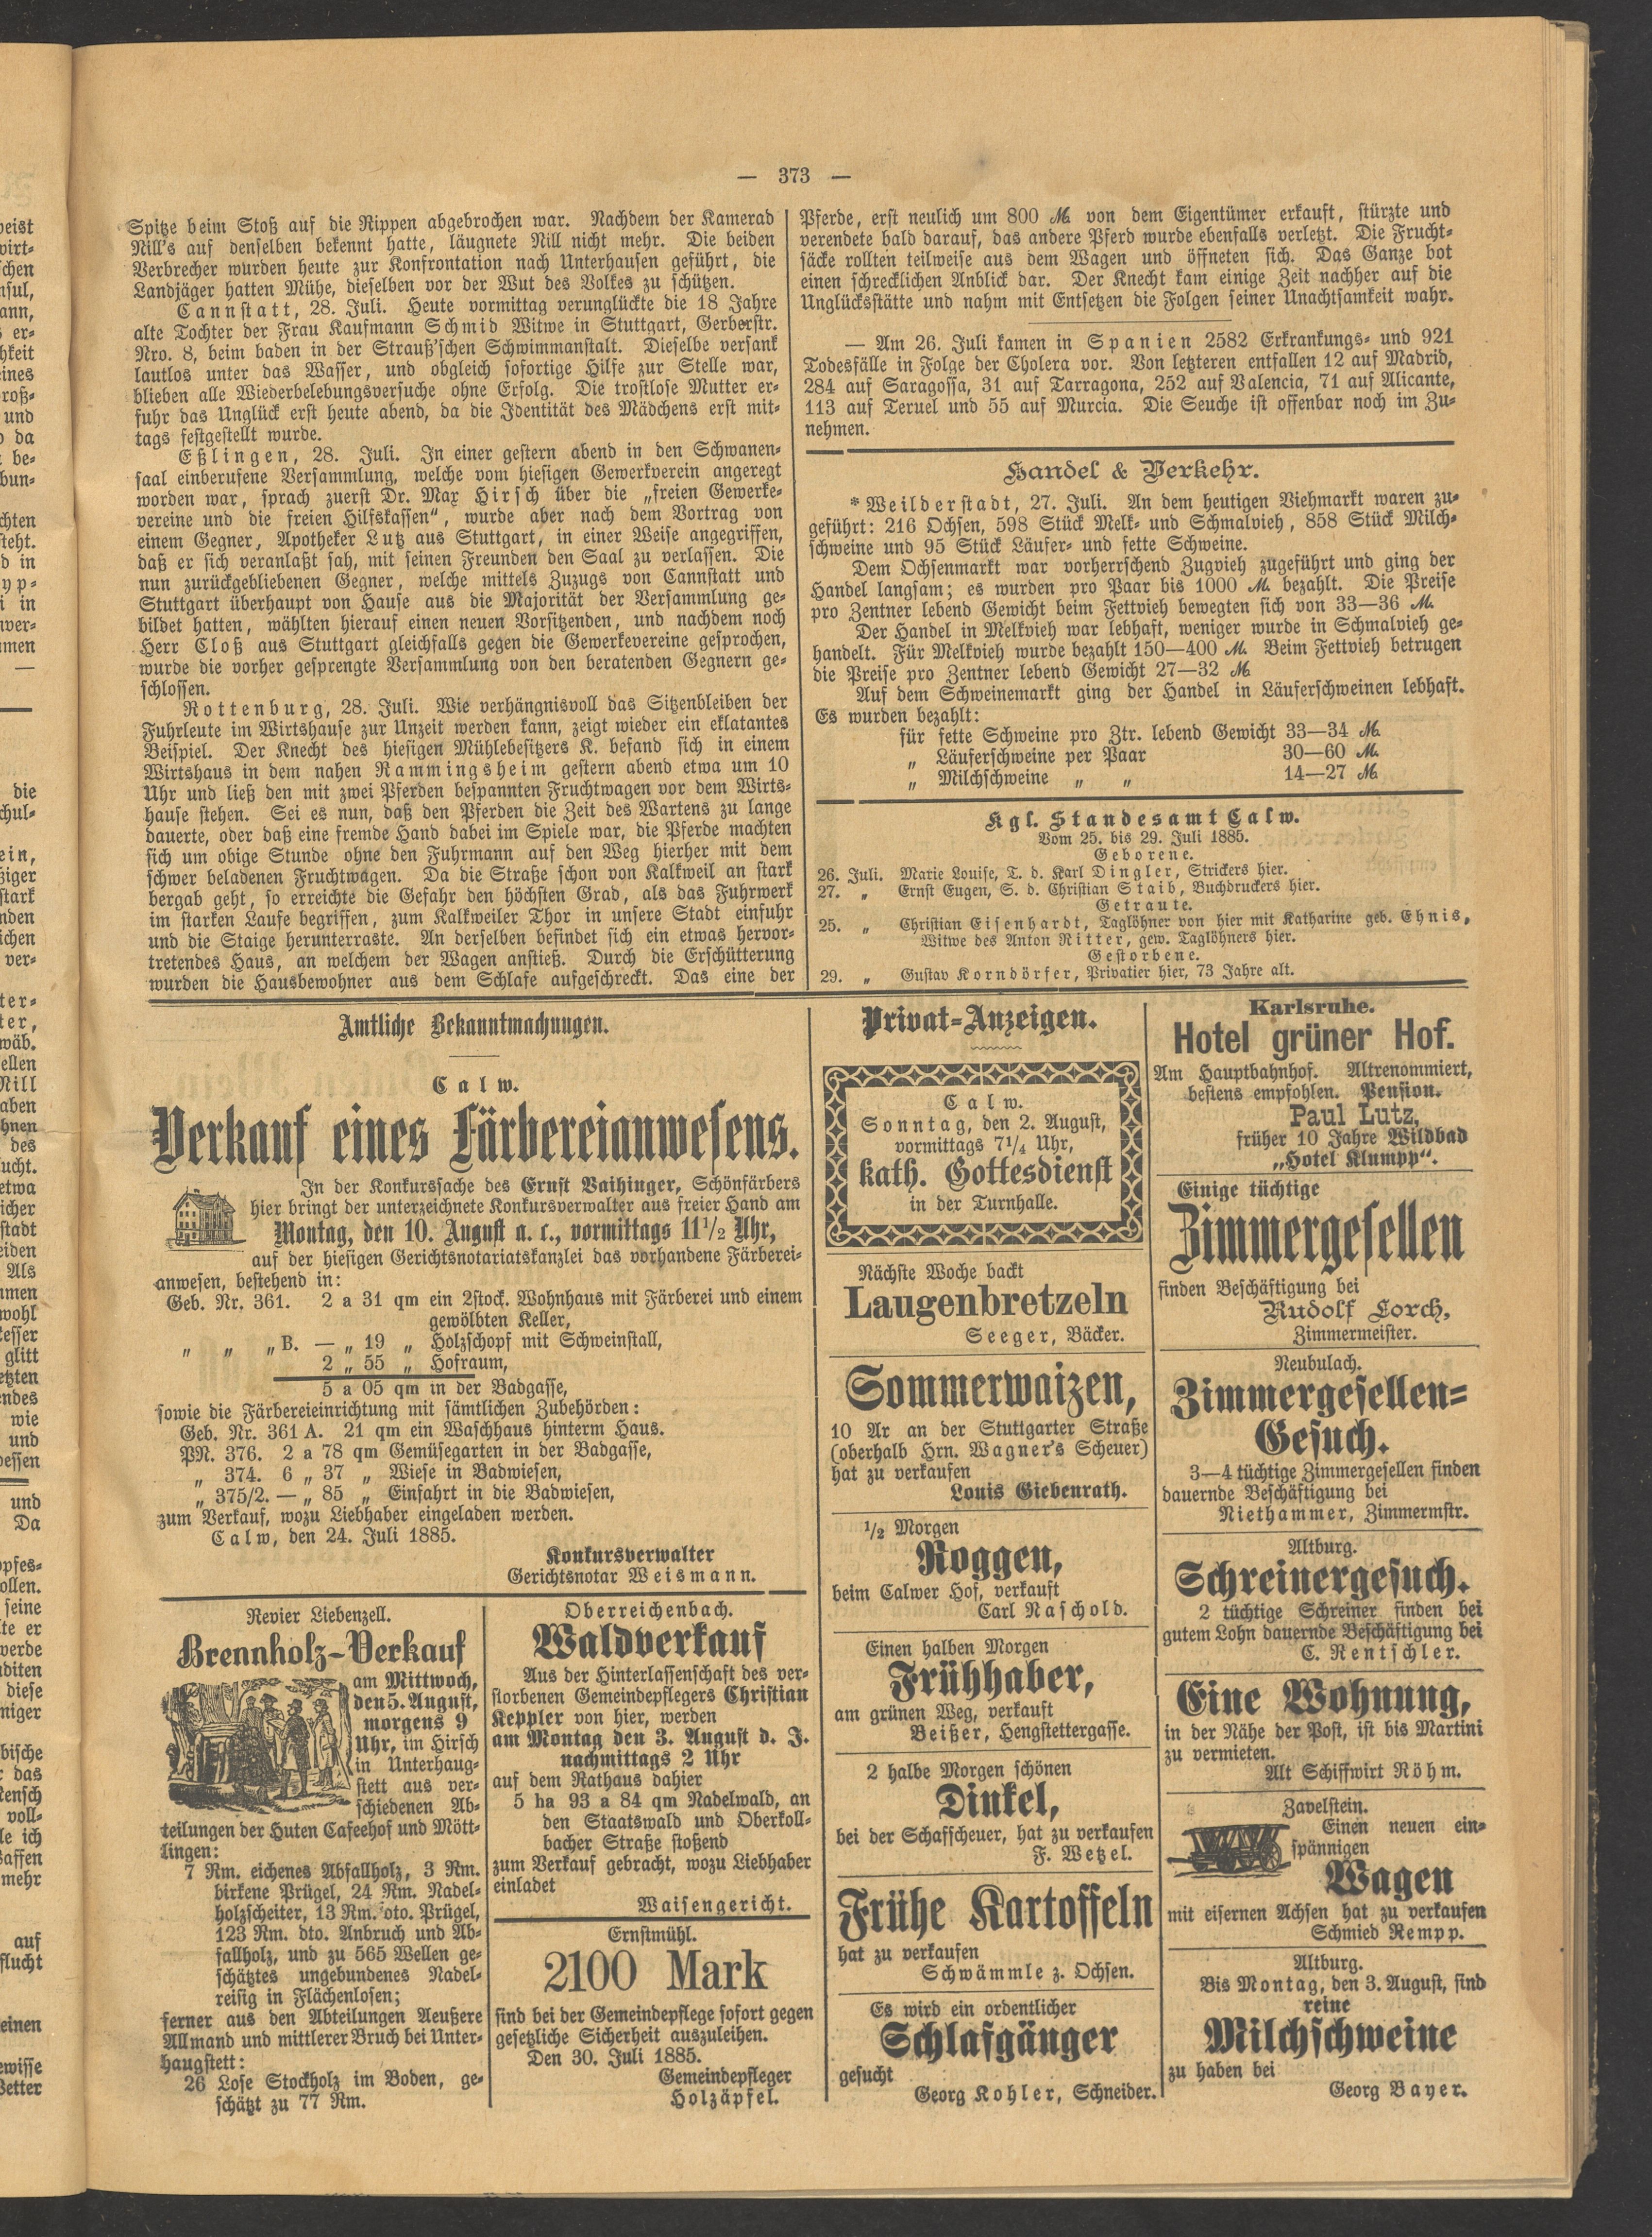 — 373 —
Spitze beim Stoß auf die Rippen abgebrochen war. Nachdem der Kamerad
Nill's auf denselben bekennt hatte, läugnete Nill nicht mehr. Die beiden
Verbrecher wurden heute zur Konfrontation nach Unterhausen geführt, die
Landjäger hatten Mühe, dieselben vor der Wut des Volkes zu schützen.
Cannstatt, 28. Juli. Heute vormittag verunglückte die 18 Jahre
alte Tochter der Frau Kaufmann Schmid Witwe in Stuttgart, Gerberstr.
Nro. 8, beim baden in der Strauß'schen Schwimmanstalt. Dieselbe versank
lautlos unter das Wasser, und obgleich sofortige Hilfe zur Stelle war,
blieben alle Wiederbelebungsversuche ohne Erfolg. Die trostlose Mutter er-
fuhr das Unglück erst heute abend, da die Identität des Mädchens erst mit-
tags festgestellt wurde.
Eßlingen, 28. Juli. In einer gestern abend in den Schwanen-
saal einberufene Versammlung, welche vom hiesigen Gewerkverein angeregt
worden war, sprach zuerst Dr. Max Hirsch über die „freien Gewerke-
vereine und die freien Hilfskassen“, wurde aber nach dem Vortrag von
einem Gegner, Apotheker Lutz aus Stuttgart, in einer Weise angegriffen,
daß er sich veranlaßt sah, mit seinen Freunden den Saal zu verlassen. Die
nun zurückgebliebenen Gegner, welche mittels Zuzugs von Cannstatt und
Stuttgart überhaupt von Hause aus die Majorität der Versammlung ge-
bildet hatten, wählten hierauf einen neuen Vorsitzenden, und nachdem noch
Herr Cloß aus Stuttgart gleichfalls gegen die Gewerkevereine gesprochen,
wurde die vorher gesprengte Versammlung von den beratenden Gegnern ge-
schlossen.
Rottenburg, 28. Juli. Wie verhängnisvoll das Sitzenbleiben der
Fuhrleute im Wirtshause zur Unzeit werden kann, zeigt wieder ein eklatantes
Beispiel. Der Knecht des hiesigen Mühlebesitzers K. befand sich in einem
Wirtshaus in dem nahen Rammingsheim gestern abend etwa um 10
Uhr und ließ den mit zwei Pferden bespannten Fruchtwagen vor dem Wirts-
hause stehen. Sei es nun, daß den Pferden die Zeit des Wartens zu lange
dauerte, oder daß eine fremde Hand dabei im Spiele war, die Pferde machten
sich um obige Stunde ohne den Fuhrmann auf den Weg hierher mit dem
schwer beladenen Fruchtwagen. Da die Straße schon von Kalkweil an stark
bergab geht, so erreichte die Gefahr den höchsten Grad, als das Fuhrwerk
im starken Laufe begriffen, zum Kalkweiler Thor in unsere Stadt einfuhr
und die Staige herunterraste. An derselben befindet sich ein etwas hervor-
tretendes Haus, an welchem der Wagen anstieß. Durch die Erschütterung
wurden die Hausbewohner aus dem Schlafe aufgeschreckt. Das eine der
Pferde, erst neulich um 800 M. von dem Eigentümer erkauft, stürzte und
verendete bald darauf, das andere Pferd wurde ebenfalls verletzt. Die Frucht-
säcke rollten teilweise aus dem Wagen und öffneten sich. Das Ganze bot
einen schrecklichen Anblick dar. Der Knecht kam einige Zeit nachher auf die
Unglücksstätte und nahm mit Entsetzen die Folgen seiner Unachtsamkeit wahr.
— Am 26. Juli kamen in Spanien 2582 Erkrankungs- und 921
Todesfälle in Folge der Cholera vor. Von letzteren entfallen 12 auf Madrid,
284 auf Saragossa, 31 auf Tarragona, 252 auf Valencia, 71 auf Alicante,
113 auf Teruel und 55 auf Murcia. Die Seuche ist offenbar noch im Zu-
nehmen.
Handel & Verkehr.
* Weilderstadt, 27. Juli. An dem heutigen Viehmarkt waren zu-
geführt: 216 Ochsen, 598 Stück Melk- und Schmalvieh, 858 Stück Milch-
schweine und 95 Stück Läufer- und fette Schweine.
Dem Ochsenmarkt war vorherrschend Zugvieh zugeführt und ging der
Handel langsam; es wurden pro Paar bis 1000 M. bezahlt. Die Preise
pro Zentner lebend Gewicht beim Fettvieh bewegten sich von 33—36 M.
Der Handel in Melkvieh war lebhaft, weniger wurde in Schmalvieh ge-
handelt. Für Melkvieh wurde bezahlt 150—400 M. Beim Fettvieh betrugen
die Preise pro Zentner lebend Gewicht 27—32 M.
Auf dem Schweinemarkt ging der Handel in Läuferschweinen lebhaft.
Es wurden bezahlt:
für fette Schweine pro Ztr. lebend Gewicht 33—34 M.
„ Läuferschweine per Paar 30—60 M.
„ Milchschweine „ „ 14—27 M.
Kgl. Standesamt Calw.
Vom 25. bis 29. Juli 1885.
Geborene.
26. Juli. Marie Louise, T. d. Karl Dingler, Strickers hier.
27. „ Ernst Eugen, S. d. Christian Staib, Buchdruckers hier.
Getraute.
25. „ Christian Eisenhardt, Taglöhner von hier mit Katharine geb. Ehnis,
Witwe des Anton Ritter, gew. Taglöhners hier.
Gestorbene.
29. „ Gustav Korndörfer, Privatier hier, 73 Jahre alt.
Amtliche Bekanntmachungen.
Calw.
Verkauf eines Färbereianwesens.
In der Konkurssache des Ernst Vaihinger, Schönfärbers
hier bringt der unterzeichnete Konkursverwalter aus freier Hand am
Montag, den 10. August a. c., vormittags 11 1/2 Uhr,
auf der hiesigen Gerichtsnotariatskanzlei das vorhandene Färberei-
anwesen, bestehend in:
Geb. Nr. 361. 2 a 31 qm ein 2stock. Wohnhaus mit Färberei und einem
gewölbten Keller,
„ „ „ B. — „ 19 „ Holzschopf mit Schweinstall,
2 „ 55 „ Hofraum,
5 a 05 qm in der Badgasse,
sowie die Färbereieinrichtung mit sämtlichen Zubehörden:
Geb. Nr. 361 A. 21 qm ein Waschhaus hinterm Haus.
PN. 376. 2 a 78 qm Gemüsegarten in der Badgasse,
„ 374. 6 „ 37 „ Wiese in Badwiesen,
„ 375/2. — „ 85 „ Einfahrt in die Badwiesen,
zum Verkauf, wozu Liebhaber eingeladen werden.
Calw, den 24. Juli 1885.
Konkursverwalter
Gerichtsnotar Weismann.
Revier Liebenzell.
Brennholz-Verkauf
am Mittwoch,
den 5. August,
morgens 9
Uhr, im Hirsch
in Unterhaug-
stett aus ver-
schiedenen Ab-
teilungen der Huten Cafeehof und Mött-
lingen:
7 Rm. eichenes Abfallholz, 3 Rm.
birkene Prügel, 24 Rm. Nadel-
holzscheiter, 13 Rm. dto. Prügel,
123 Rm. dto. Anbruch und Ab-
fallholz, und zu 565 Wellen ge-
schätztes ungebundenes Nadel-
reisig in Flächenlosen;
ferner aus den Abteilungen Aeußere
Allmand und mittlerer Bruch bei Unter-
haugstett:
26 Lose Stockholz im Boden, ge-
schätzt zu 77 Rm.
Oberreichenbach.
Waldverkauf
Aus der Hinterlassenschaft des ver-
storbenen Gemeindepflegers Christian
Keppler von hier, werden
am Montag den 3. August d. J.
nachmittags 2 Uhr
auf dem Rathaus dahier
5 ha 93 a 84 qm Nadelwald, an
den Staatswald und Oberkoll-
bacher Straße stoßend
zum Verkauf gebracht, wozu Liebhaber
einladet
Waisengericht.
Ernstmühl.
2100 Mark
sind bei der Gemeindepflege sofort gegen
gesetzliche Sicherheit auszuleihen.
Den 30. Juli 1885.
Gemeindepfleger
Holzäpfel.
Privat-Anzeigen.
Calw.
Sonntag, den 2. August,
vormittags 7 1/4 Uhr,
kath. Gottesdienst
in der Turnhalle.
Nächste Woche backt
Laugenbretzeln
Seeger, Bäcker.
Sommerwaizen,
10 Ar an der Stuttgarter Straße
(oberhalb Hrn. Wagner's Scheuer)
hat zu verkaufen
Louis Giebenrath.
1/2 Morgen
Roggen,
beim Calwer Hof, verkauft
Carl Naschold.
Einen halben Morgen
Frühhaber,
am grünen Weg, verkauft
Beißer, Hengstettergasse.
2 halbe Morgen schönen
Dinkel,
bei der Schafscheuer, hat zu verkaufen
F. Wetzel.
Frühe Kartoffeln
hat zu verkaufen
Schwämmle z. Ochsen.
Es wird ein ordentlicher
Schlafgänger
gesucht
Georg Kohler, Schneider.
Karlsruhe.
Hotel grüner Hof.
Am Hauptbahnhof. Altrenommiert,
bestens empfohlen. Pension.
Paul Lutz,
früher 10 Jahre Wildbad
„Hotel Klumpp“.
Einige tüchtige
Zimmergesellen
finden Beschäftigung bei
Rudolf Lorch,
Zimmermeister.
Neubulach.
Zimmergesellen-
Gesuch.
3—4 tüchtige Zimmergesellen finden
dauernde Beschäftigung bei
Niethammer, Zimmermstr.
Altburg.
Schreinergesuch.
2 tüchtige Schreiner finden bei
gutem Lohn dauernde Beschäftigung bei
C. Rentschler.
Eine Wohnung,
in der Nähe der Post, ist bis Martini
zu vermieten.
Alt Schiffwirt Röhm.
Zavelstein.
Einen neuen ein-
spännigen
Wagen
mit eisernen Achsen hat zu verkaufen
Schmied Rempp.
Altburg.
Bis Montag, den 3. August, sind
reine
Milchschweine
zu haben bei
Georg Bayer.